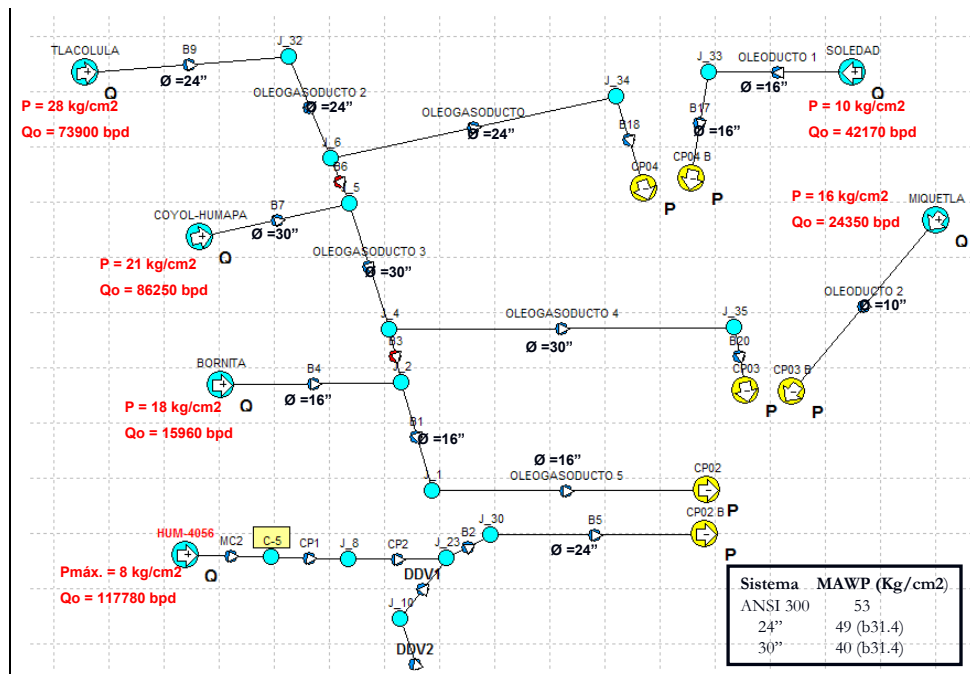 J_32
TLACOLULA
B9
Q
Ø =24”
P = 28 kg/cm2
Qo = 73900 bpd
OLEOGASODUCTO 2
Ø =24”
OLEOGASODUCTO
Ø =24”
J_34
B18
CP04
P
J_33
OLEODUCTO 1
Ø =16”
SOLEDAD
Q
P = 10 kg/cm2
Qo = 42170 bpd
B17
Ø =16”
CP04 B
P
J_6
B6
J_5
B7
COYOL-HUMAPA
Ø =30”
Q
P = 21 kg/cm2
Qo = 86250 bpd
OLEOGASODUCTO 3
Ø =30”
P = 16 kg/cm2
Qo = 24350 bpd
MIQUETLA
Q
OLEODUCTO 2
Ø =10”
J_4
OLEOGASODUCTO 4
Ø =30”
J_35
B20
CP03
P
CP03 B
P
B3
J_2
BORNITA
B4
Ø =16”
Q
P = 18 kg/cm2
Qo = 15960 bpd
B1
Ø =16”
J_1
Ø =16”
OLEOGASODUCTO 5
CP02
P
CP02 B
P
HUM-4056
Q
Pmáx. = 8 kg/cm2
Qo = 117780 bpd
MC2
C-5
CP1
J_8
CP2
J_23
B2
J_30
B5
Ø =24”
DDV1
J_10
DDV2
Sistema MAWP (Kg/cm2)
ANSI 300 53
24” 49 (b31.4)
30” 40 (b31.4)